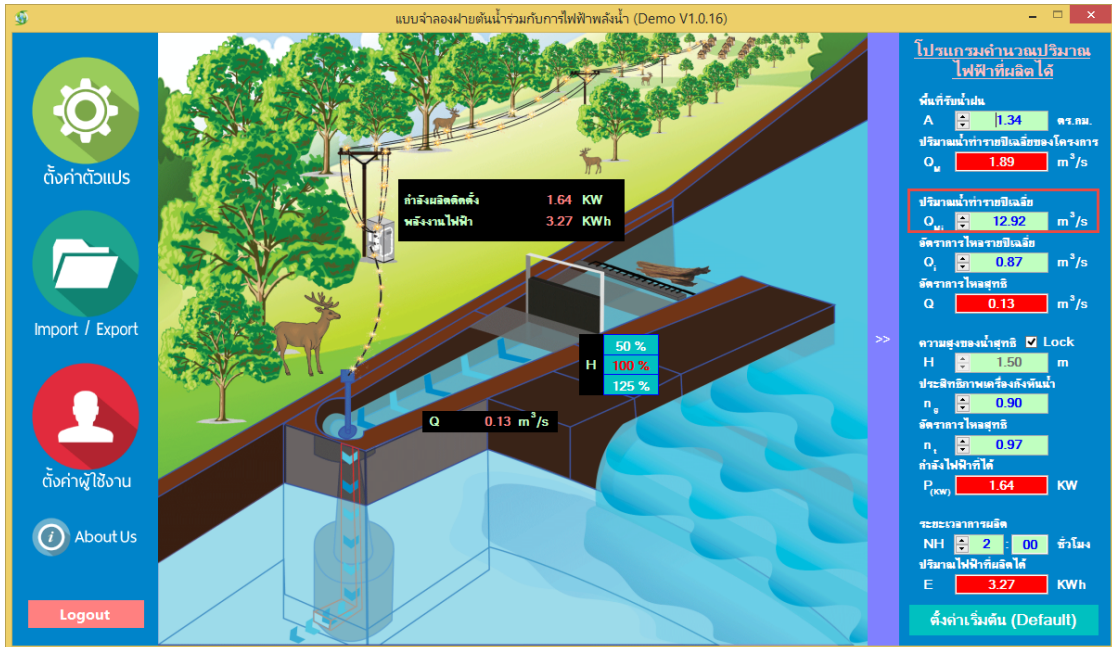 แบบจำลองฝายต้นน้ำร่วมกับการไฟฟ้าพลังน้ำ (Demo V1.0.16)
ตั้งค่าตัวแปร
Import / Export
ตั้งค่าผู้ใช้งาน
i About Us
Logout
กำลังผลิตติดตั้ง 1.64 KW
พลังงานไฟฟ้า 3.27 KWh
50 %
H 100 %
125 %
Q 0.13 m³/s
>>
โปรแกรมคำนวณปริมาณ
ไฟฟ้าที่ผลิตได้
พื้นที่รับน้ำฝน
A 1.34 ตร.กม.
ปริมาณน้ำท่ารายปีเฉลี่ยของโครงการ
Q_M 1.89 m³/s
ปริมาณน้ำท่ารายปีเฉลี่ย
Q_Mi 12.92 m³/s
อัตราการไหลรายปีเฉลี่ย
Q_i 0.87 m³/s
อัตราการไหลสุทธิ
Q 0.13 m³/s
ความสูงของน้ำสุทธิ Lock
H 1.50 m
ประสิทธิภาพเครื่องกังหันน้ำ
n_g 0.90
อัตราการไหลสุทธิ
n_t 0.97
กำลังไฟฟ้าที่ได้
P_(KW) 1.64 KW
ระยะเวลาการผลิต
NH 2 : 00 ชั่วโมง
ปริมาณไฟฟ้าที่ผลิตได้
E 3.27 KWh
ตั้งค่าเริ่มต้น (Default)